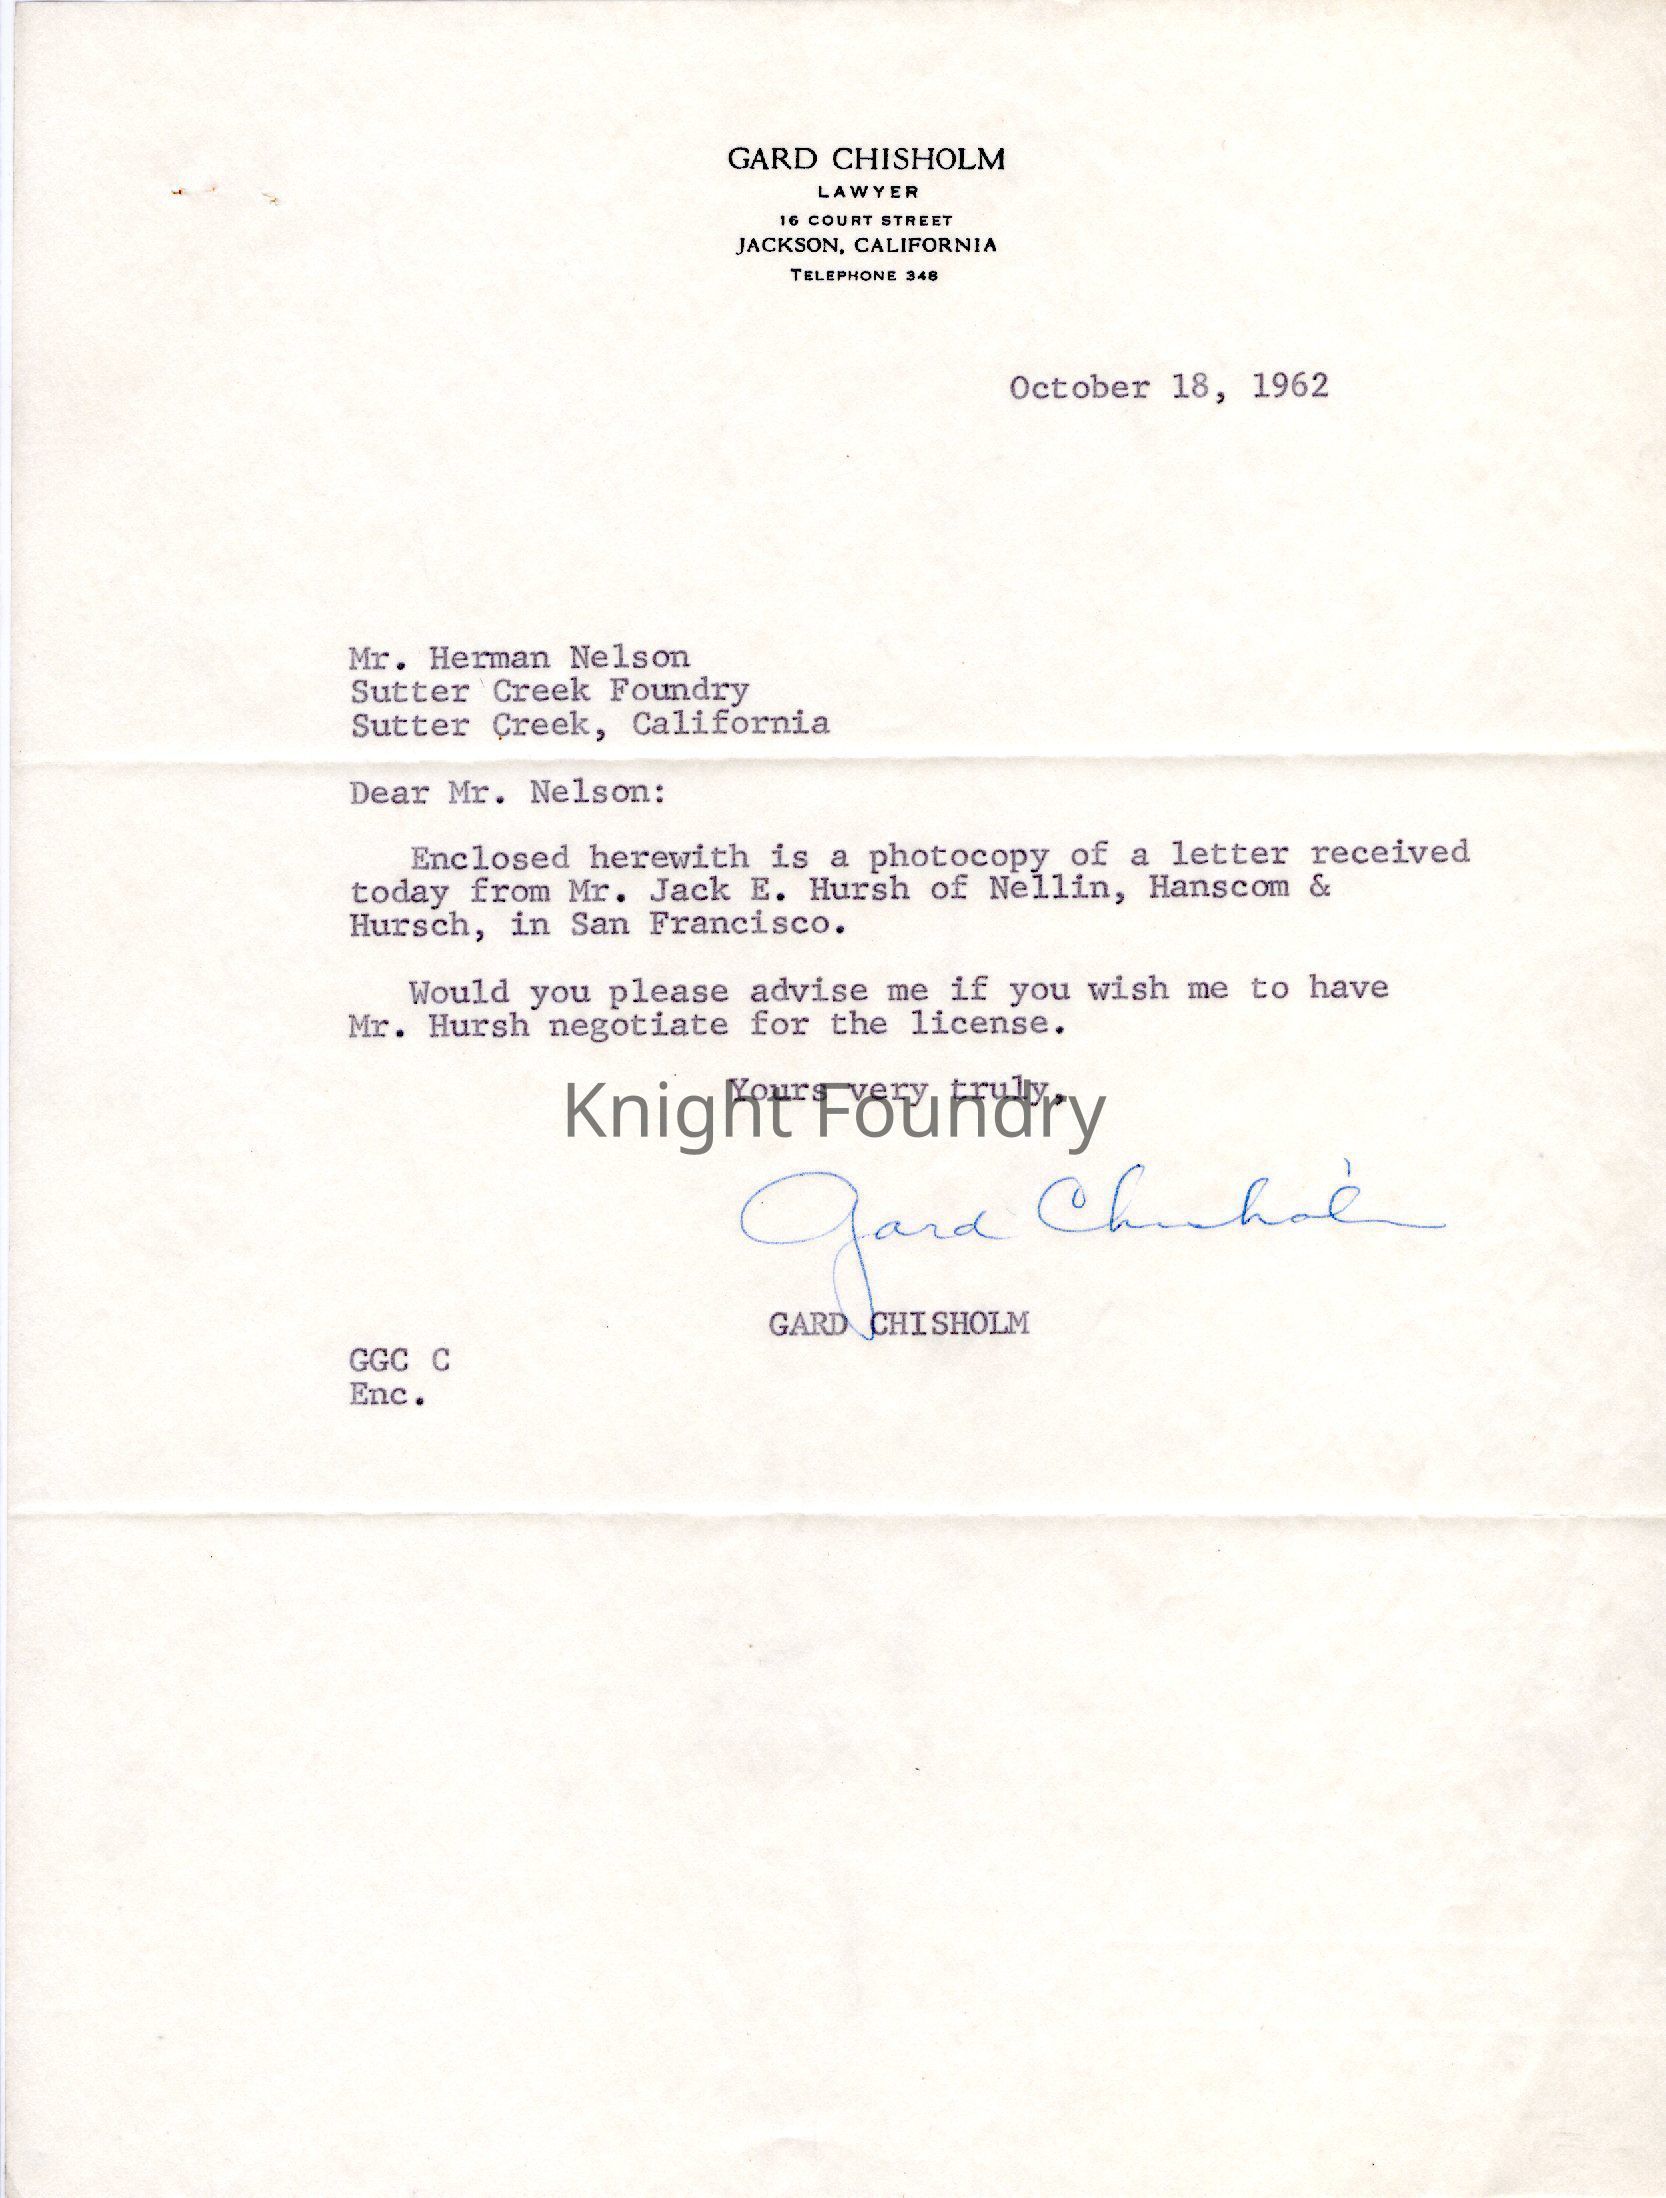 GARD CHISHOLM
LAWYER
16 COURT STREET
JACKSON, CALIFORNIA
TELEPHONE 348
October 18, 1962
Mr. Herman Nelson
Sutter Creek Foundry
Sutter Creek, California
Dear Mr. Nelson:
Enclosed herewith is a photocopy of a letter received
today from Mr. Jack E. Hursh of Nellin, Hanscom &
Hursch, in San Francisco.
Would you please advise me if you wish me to have
Mr. Hursh negotiate for the license.
Yours very truly,
Knight Foundry
Gard Chisholm
GARD CHISHOLM
GGC C
Enc.